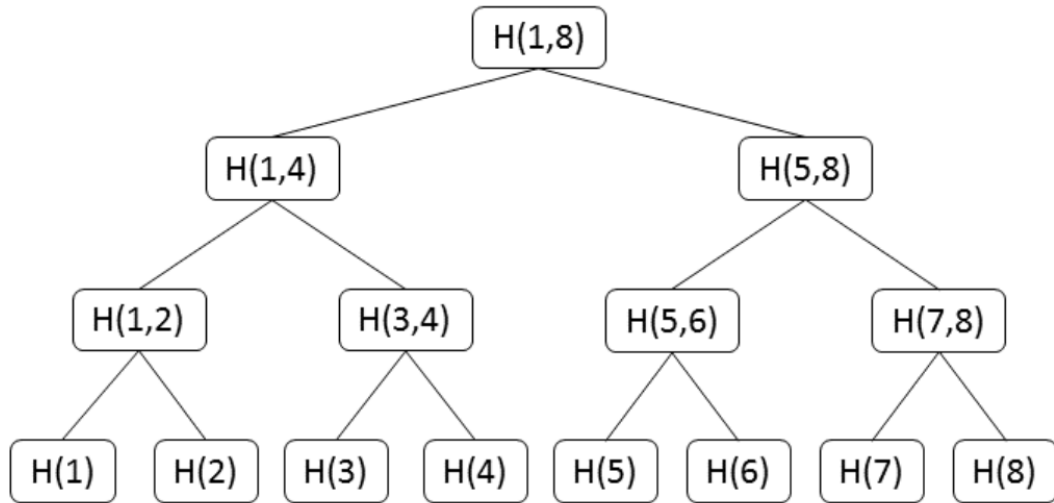 H(1,8)
H(1,4) H(5,8)
H(1,2) H(3,4) H(5,6) H(7,8)
H(1) H(2) H(3) H(4) H(5) H(6) H(7) H(8)